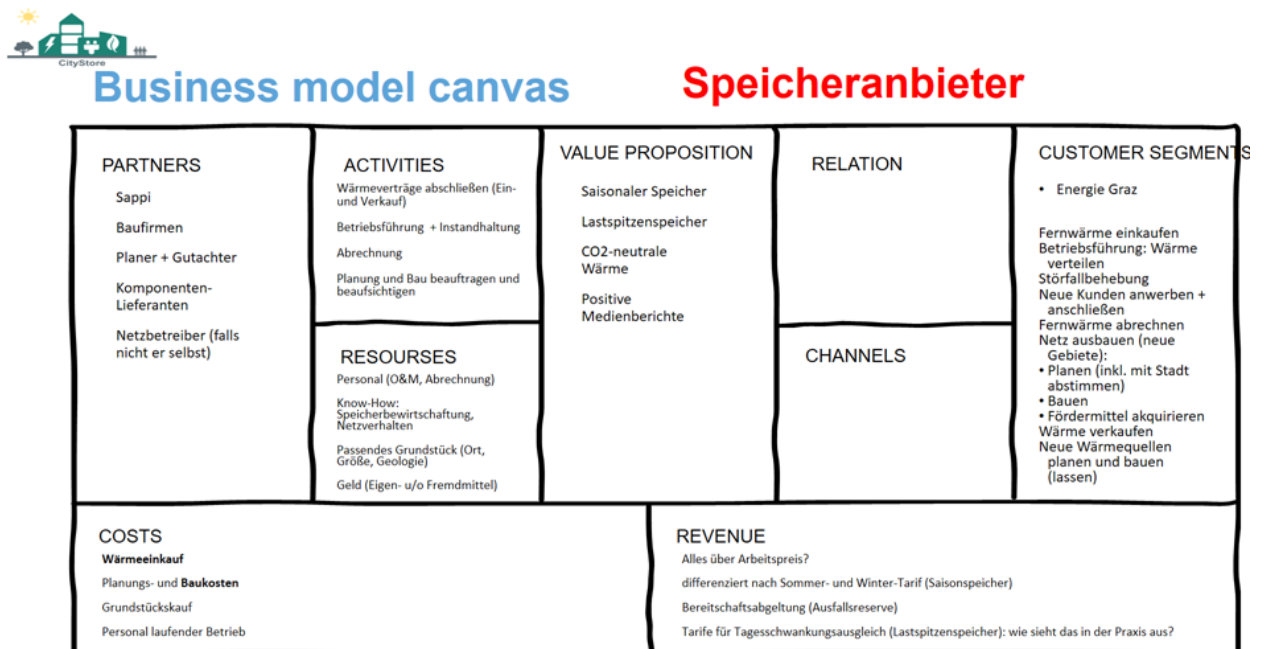 CityStore
Business model canvas
Speicheranbieter
PARTNERS
Sappi
Baufirmen
Planer + Gutachter
Komponenten-
Lieferanten
Netzbetreiber (falls
nicht er selbst)
ACTIVITIES
Wärmeverträge abschließen (Ein-
und Verkauf)
Betriebsführung + Instandhaltung
Abrechnung
Planung und Bau beauftragen und
beaufsichtigen
RESOURSES
Personal (O&M, Abrechnung)
Know-How:
Speicherbewirtschaftung,
Netzverhalten
Passendes Grundstück (Ort,
Größe, Geologie)
Geld (Eigen- u/o Fremdmittel)
VALUE PROPOSITION
Saisonaler Speicher
Lastspitzenspeicher
CO2-neutrale
Wärme
Positive
Medienberichte
RELATION
CHANNELS
CUSTOMER SEGMENTS
• Energie Graz
Fernwärme einkaufen
Betriebsführung: Wärme
verteilen
Störfallbehebung
Neue Kunden anwerben +
anschließen
Fernwärme abrechnen
Netz ausbauen (neue
Gebiete):
• Planen (inkl. mit Stadt
abstimmen)
• Bauen
• Fördermittel akquirieren
Wärme verkaufen
Neue Wärmequellen
planen und bauen
(lassen)
COSTS
Wärmeeinkauf
Planungs- und Baukosten
Grundstückskauf
Personal laufender Betrieb
REVENUE
Alles über Arbeitspreis?
differenziert nach Sommer- und Winter-Tarif (Saisonspeicher)
Bereitschaftsabgeltung (Ausfallsreserve)
Tarife für Tagesschwankungsausgleich (Lastspitzenspeicher): wie sieht das in der Praxis aus?